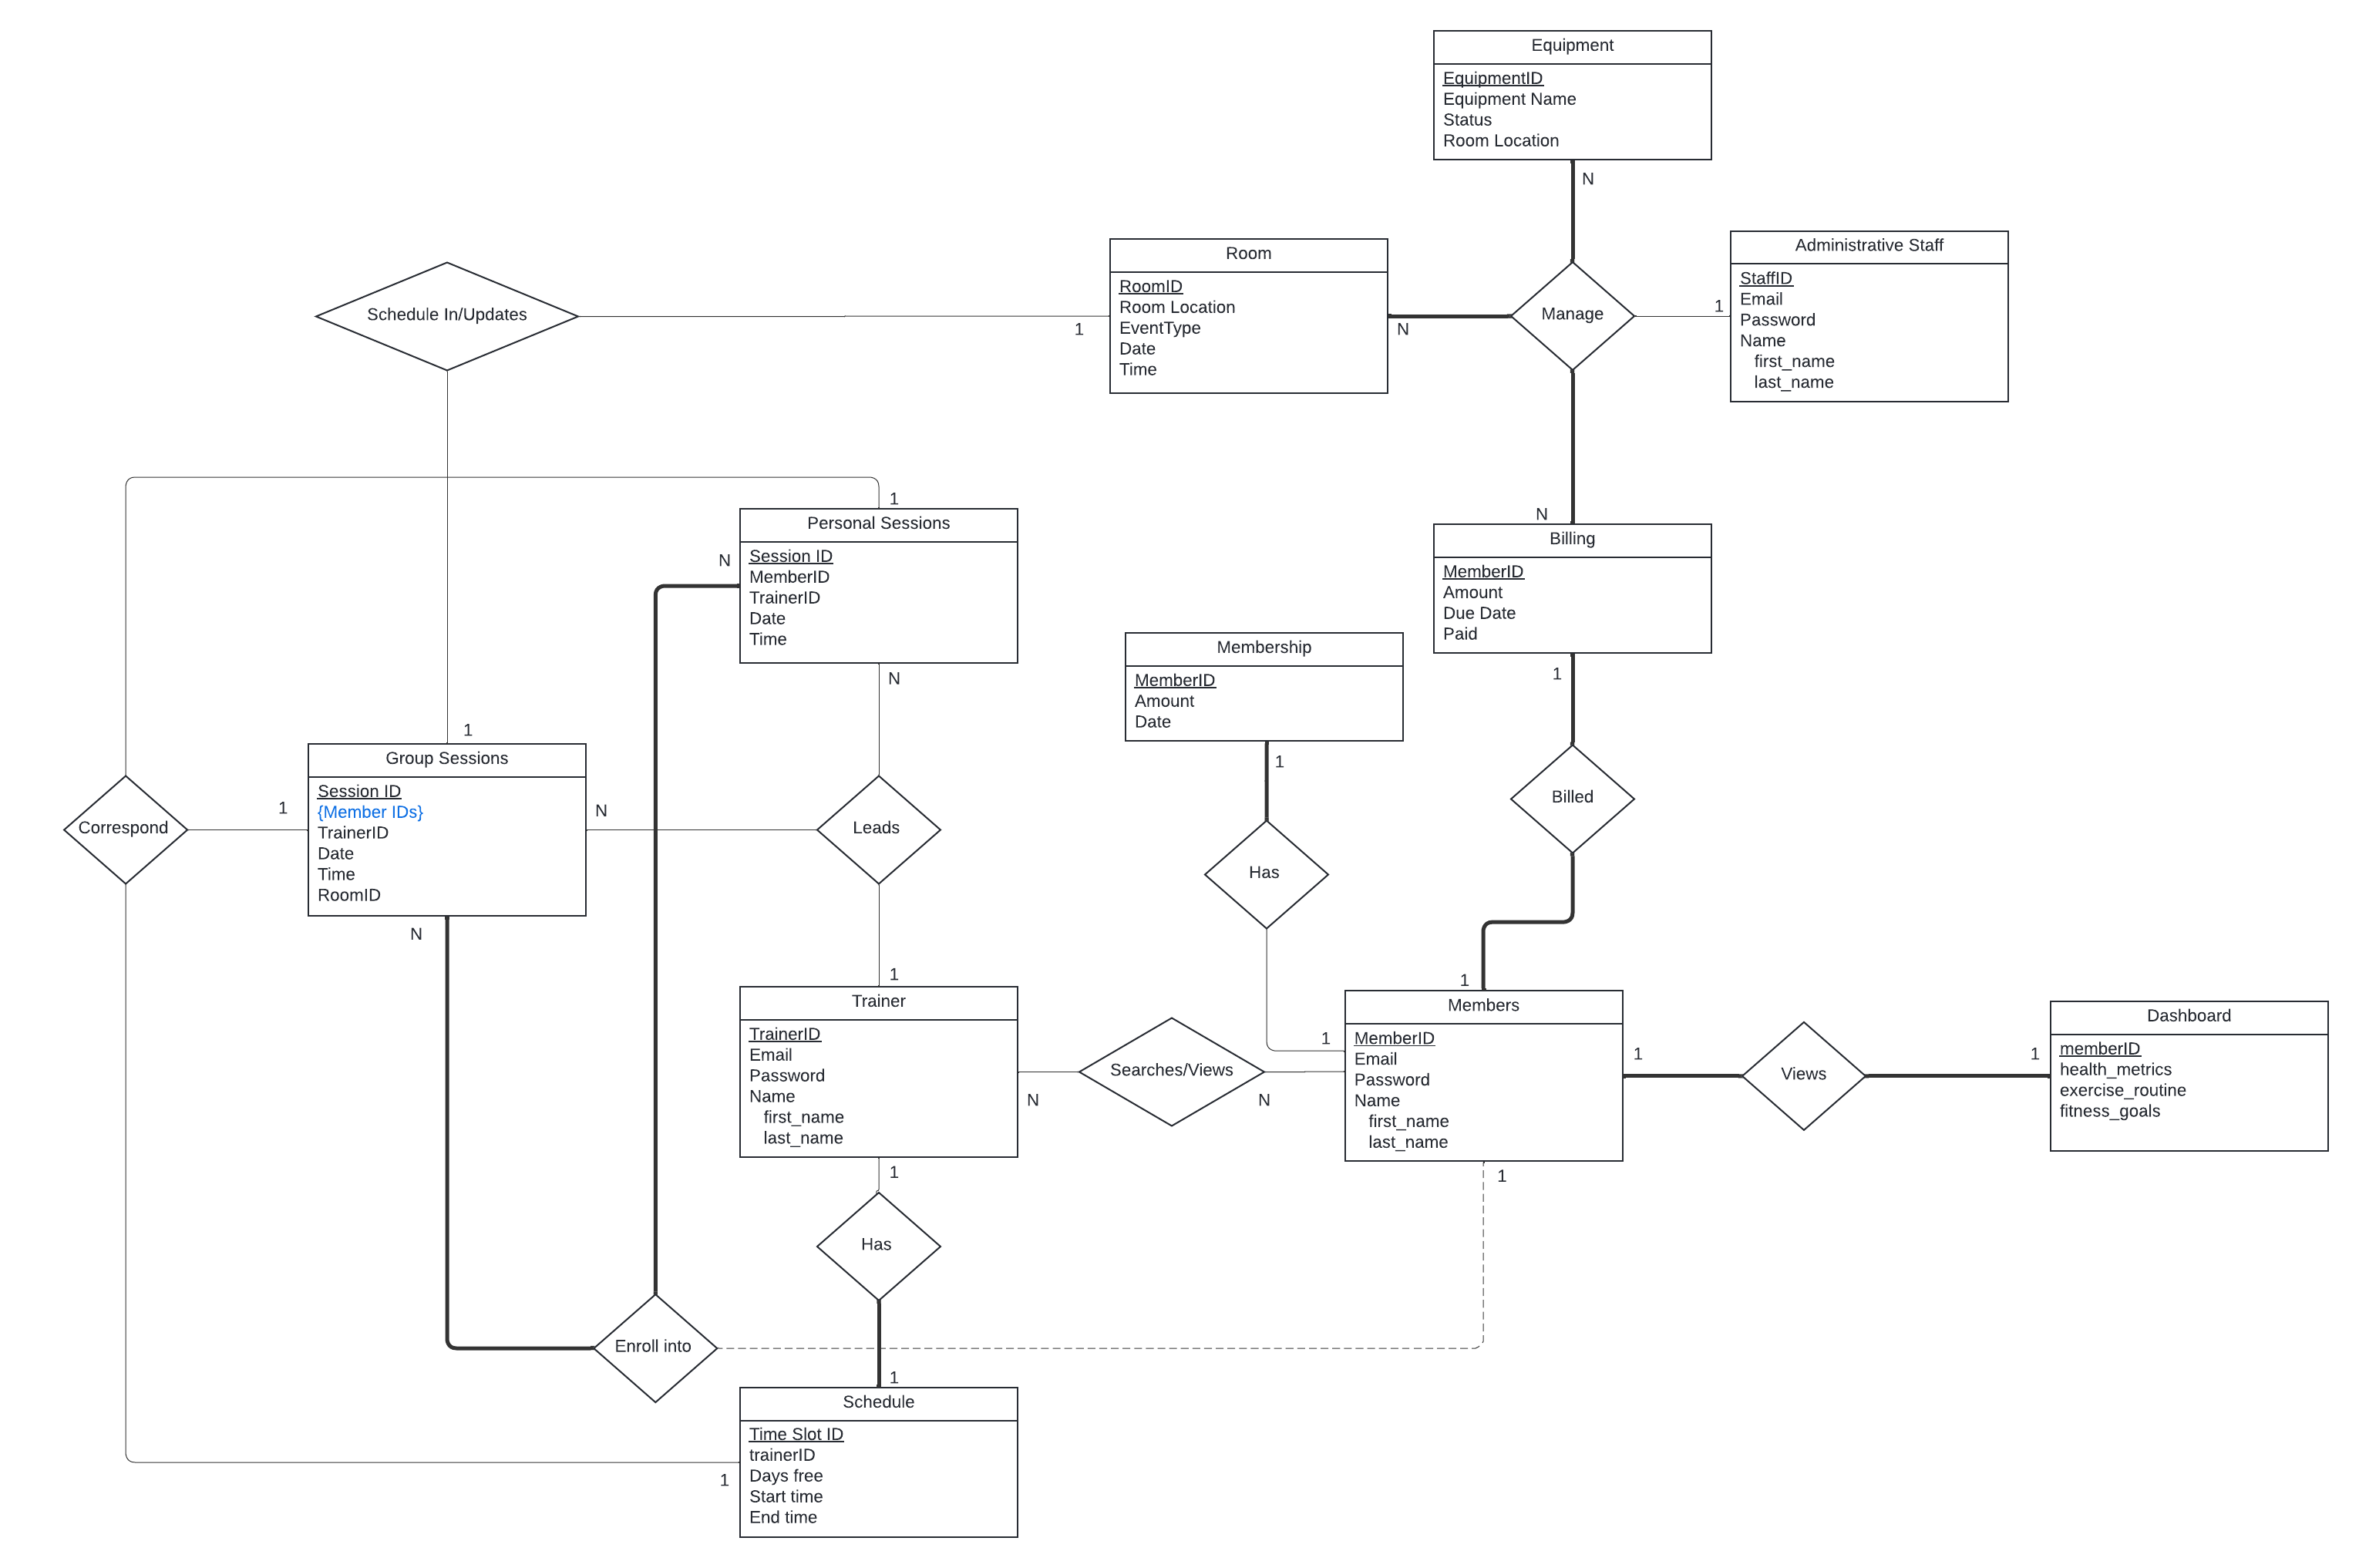 Equipment
EquipmentID
Equipment Name
Status
Room Location
N
Administrative Staff
StaffID
Email
Password
Name
first_name
last_name
1
Manage
N
Room
RoomID
Room Location
EventType
Date
Time
1
Schedule In/Updates
1
Personal Sessions
Session ID
MemberID
TrainerID
Date
Time
N
N
N
Billing
MemberID
Amount
Due Date
Paid
1
Membership
MemberID
Amount
Date
1
1
Group Sessions
Session ID
{Member IDs}
TrainerID
Date
Time
RoomID
1
N
N
Correspond
Leads
Has
Billed
1
Trainer
TrainerID
Email
Password
Name
first_name
last_name
N
Searches/Views
N
1
1
Members
MemberID
Email
Password
Name
first_name
last_name
1
Views
1
Dashboard
memberID
health_metrics
exercise_routine
fitness_goals
1
1
Has
Enroll into
1
Schedule
Time Slot ID
trainerID
Days free
Start time
End time
1